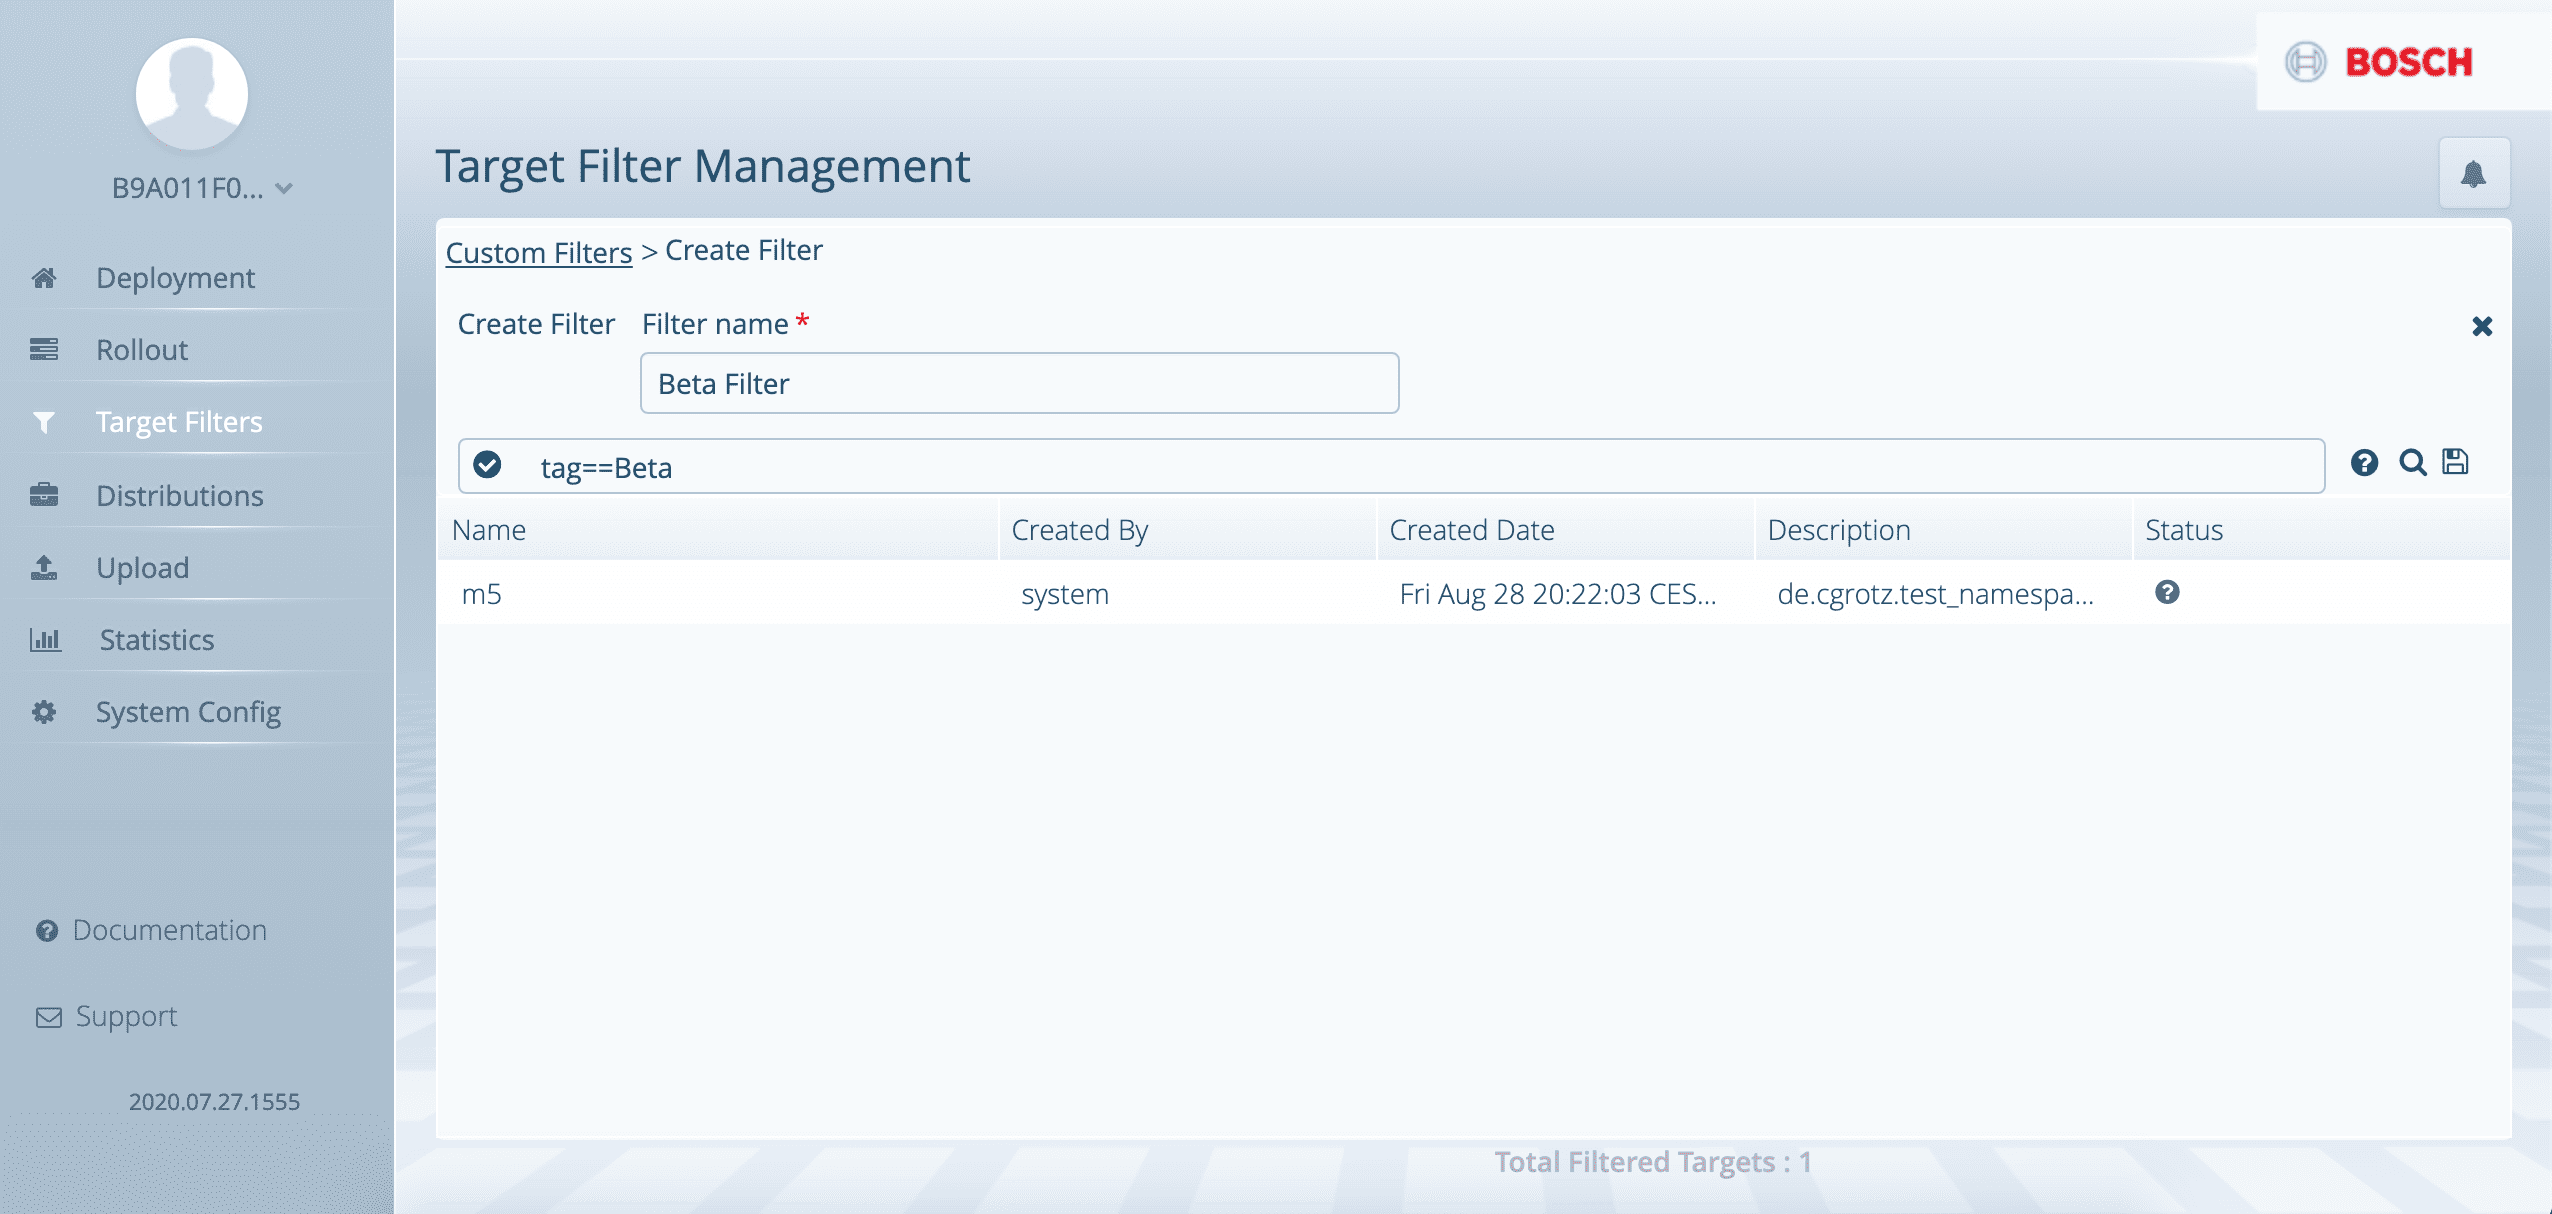 BOSCH
B9A011F0...
Deployment
Rollout
Target Filters
Distributions
Upload
Statistics
System Config
Documentation
Support
2020.07.27.1555
Target Filter Management
Custom Filters > Create Filter
Create Filter Filter name *
Beta Filter
tag==Beta
Name Created By Created Date Description Status
m5 system Fri Aug 28 20:22:03 CES... de.cgrotz.test_namespa...
Total Filtered Targets : 1